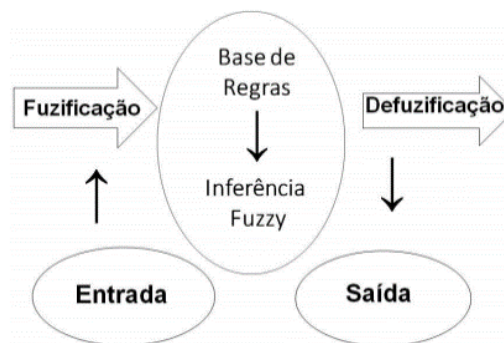 Fuzificação
Base de
Regras
Inferência
Fuzzy
Defuzificação
Entrada
Saída